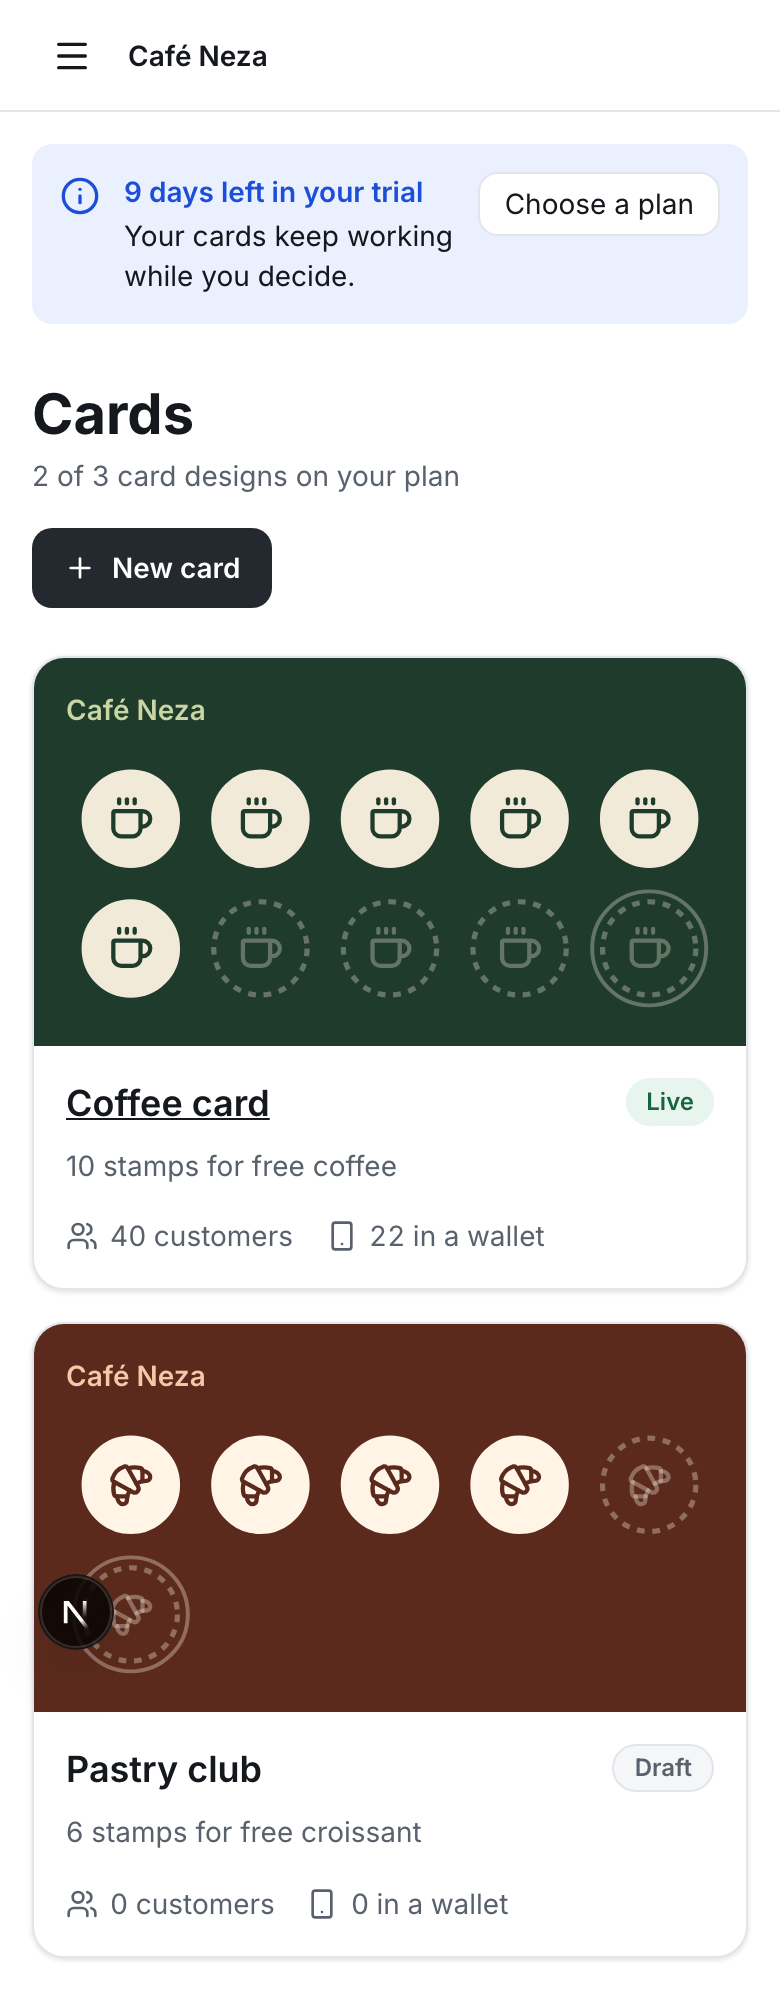 Café Neza
9 days left in your trial
Choose a plan
Your cards keep working
while you decide.
Cards
2 of 3 card designs on your plan
New card
Café Neza
Coffee card
Live
10 stamps for free coffee
40 customers
22 in a wallet
Café Neza
N
Pastry club
Draft
6 stamps for free croissant
0 customers
0 in a wallet